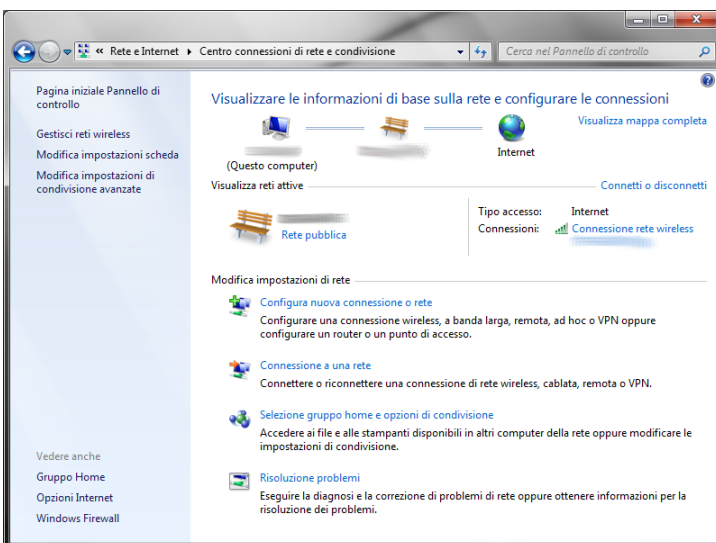 « Rete e Internet ▸ Centro connessioni di rete e condivisione
Cerca nel Pannello di controllo
Pagina iniziale Pannello di
controllo
Gestisci reti wireless
Modifica impostazioni scheda
Modifica impostazioni di
condivisione avanzate
Visualizzare le informazioni di base sulla rete e configurare le connessioni
Visualizza mappa completa
(Questo computer)
Internet
Visualizza reti attive
Connetti o disconnetti
Rete pubblica
Tipo accesso: Internet
Connessioni: Connessione rete wireless
Modifica impostazioni di rete
Configura nuova connessione o rete
Configurare una connessione wireless, a banda larga, remota, ad hoc o VPN oppure
configurare un router o un punto di accesso.
Connessione a una rete
Connettere o riconnettere una connessione di rete wireless, cablata, remota o VPN.
Selezione gruppo home e opzioni di condivisione
Accedere ai file e alle stampanti disponibili in altri computer della rete oppure modificare le
impostazioni di condivisione.
Risoluzione problemi
Eseguire la diagnosi e la correzione di problemi di rete oppure ottenere informazioni per la
risoluzione dei problemi.
Vedere anche
Gruppo Home
Opzioni Internet
Windows Firewall